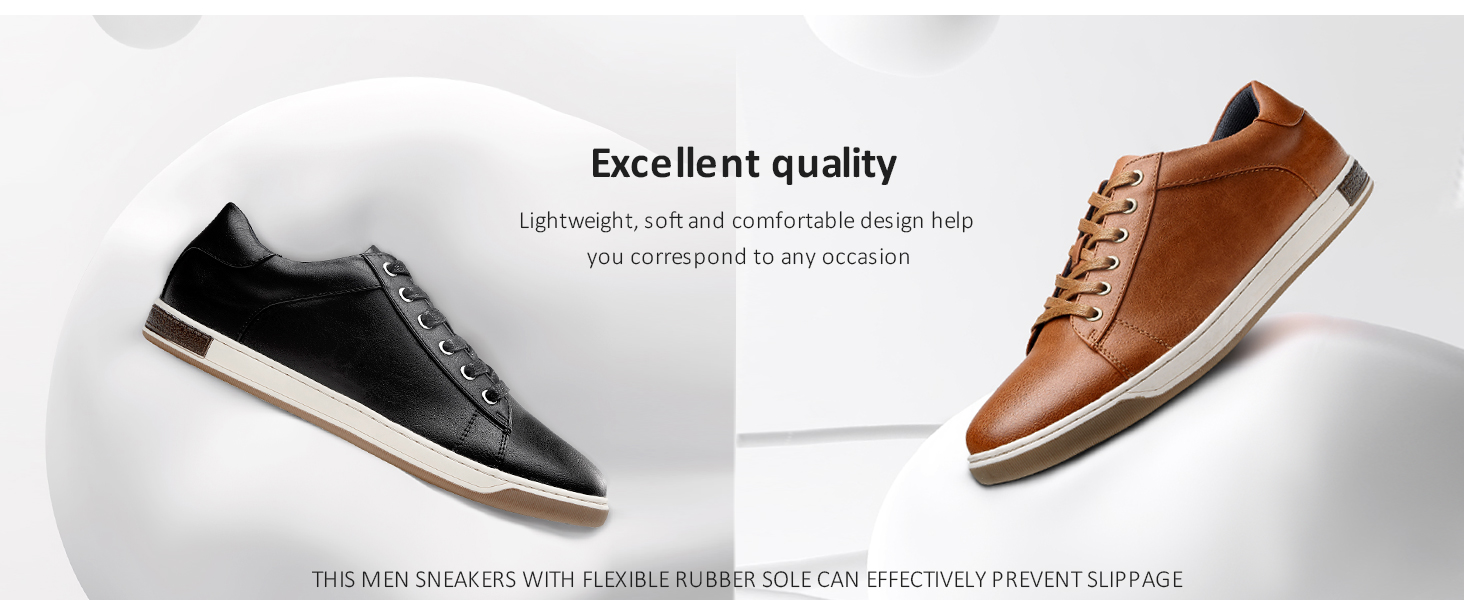 Excellent quality
Lightweight, soft and comfortable design help
you correspond to any occasion
THIS MEN SNEAKERS WITH FLEXIBLE RUBBER SOLE CAN EFFECTIVELY PREVENT SLIPPAGE